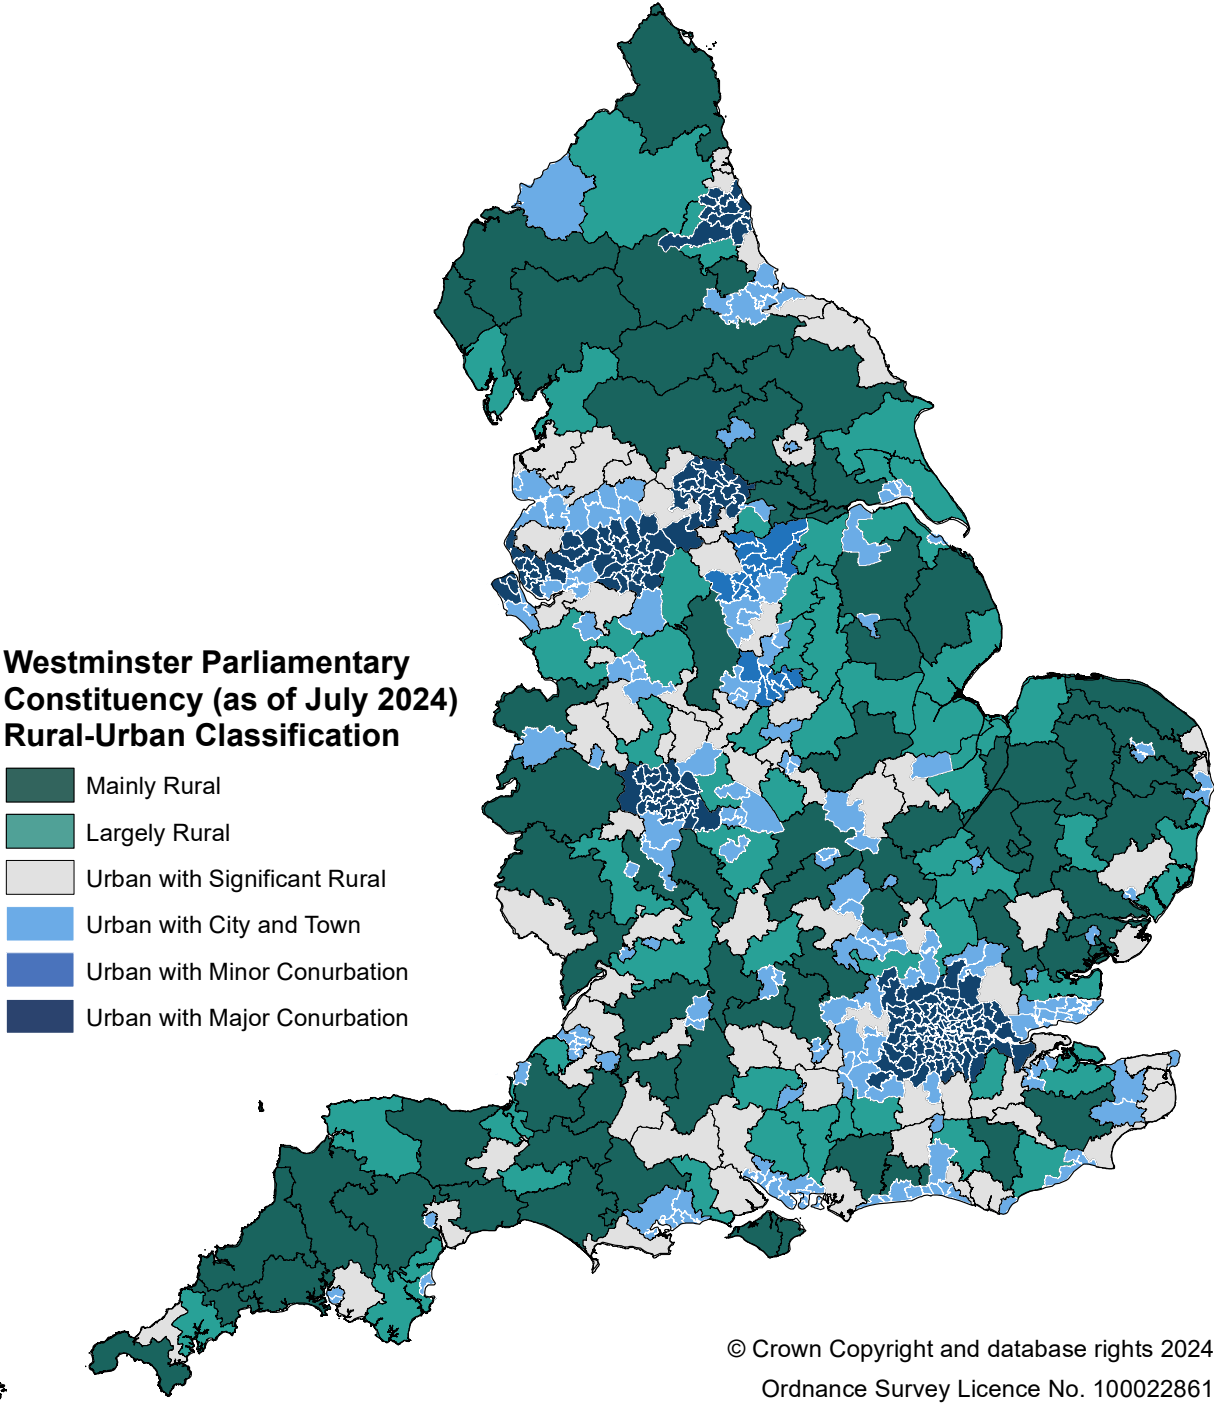 Westminster Parliamentary
Constituency (as of July 2024)
Rural-Urban Classification
Mainly Rural
Largely Rural
Urban with Significant Rural
Urban with City and Town
Urban with Minor Conurbation
Urban with Major Conurbation
© Crown Copyright and database rights 2024
Ordnance Survey Licence No. 100022861